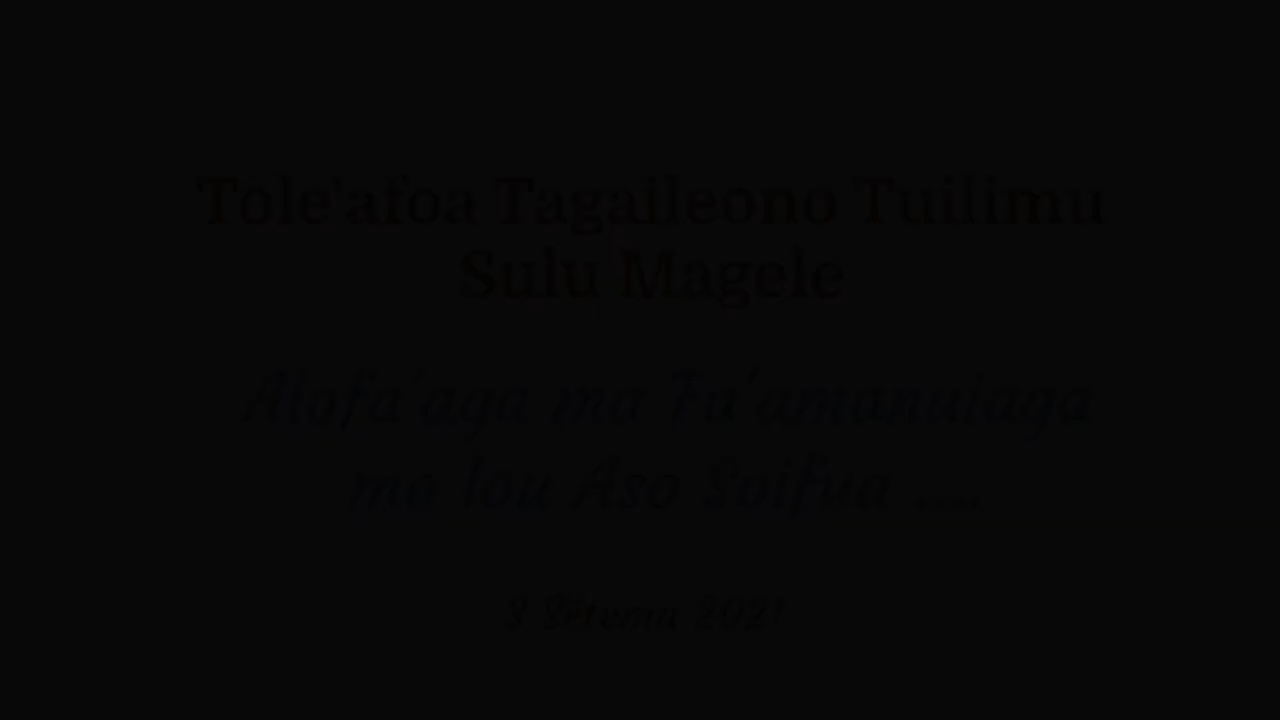 Tole'afoa Tagaileono Tuilimu
Sulu Magele
Alofa'aga ma Fa'amanuiaga
mo lou Aso Soifua ....
3 Setema 2021